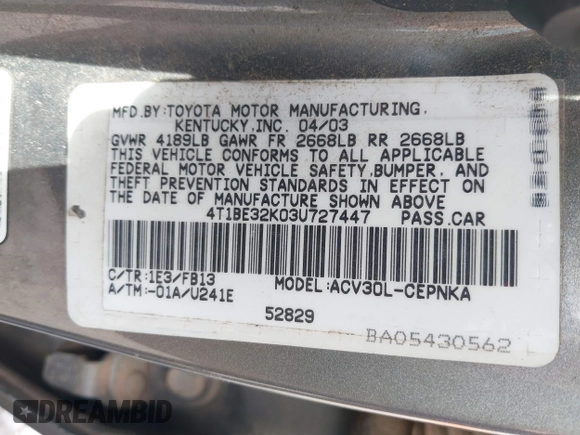 MFD.BY:TOYOTA MOTOR MANUFACTURING,
KENTUCKY,INC. 04/03
GVWR 4189LB GAWR FR 2668LB RR 2668LB
THIS VEHICLE CONFORMS TO ALL APPLICABLE
FEDERAL MOTOR VEHICLE SAFETY,BUMPER, AND
THEFT PREVENTION STANDARDS IN EFFECT ON
THE DATE OF MANUFACTURE SHOWN ABOVE
4T1BE32K03U727447 PASS.CAR
C/TR:1E3/FB13 MODEL:ACV30L-CEPNKA
A/TM:-01A/U241E
52829
BA05430562
DREAMBID